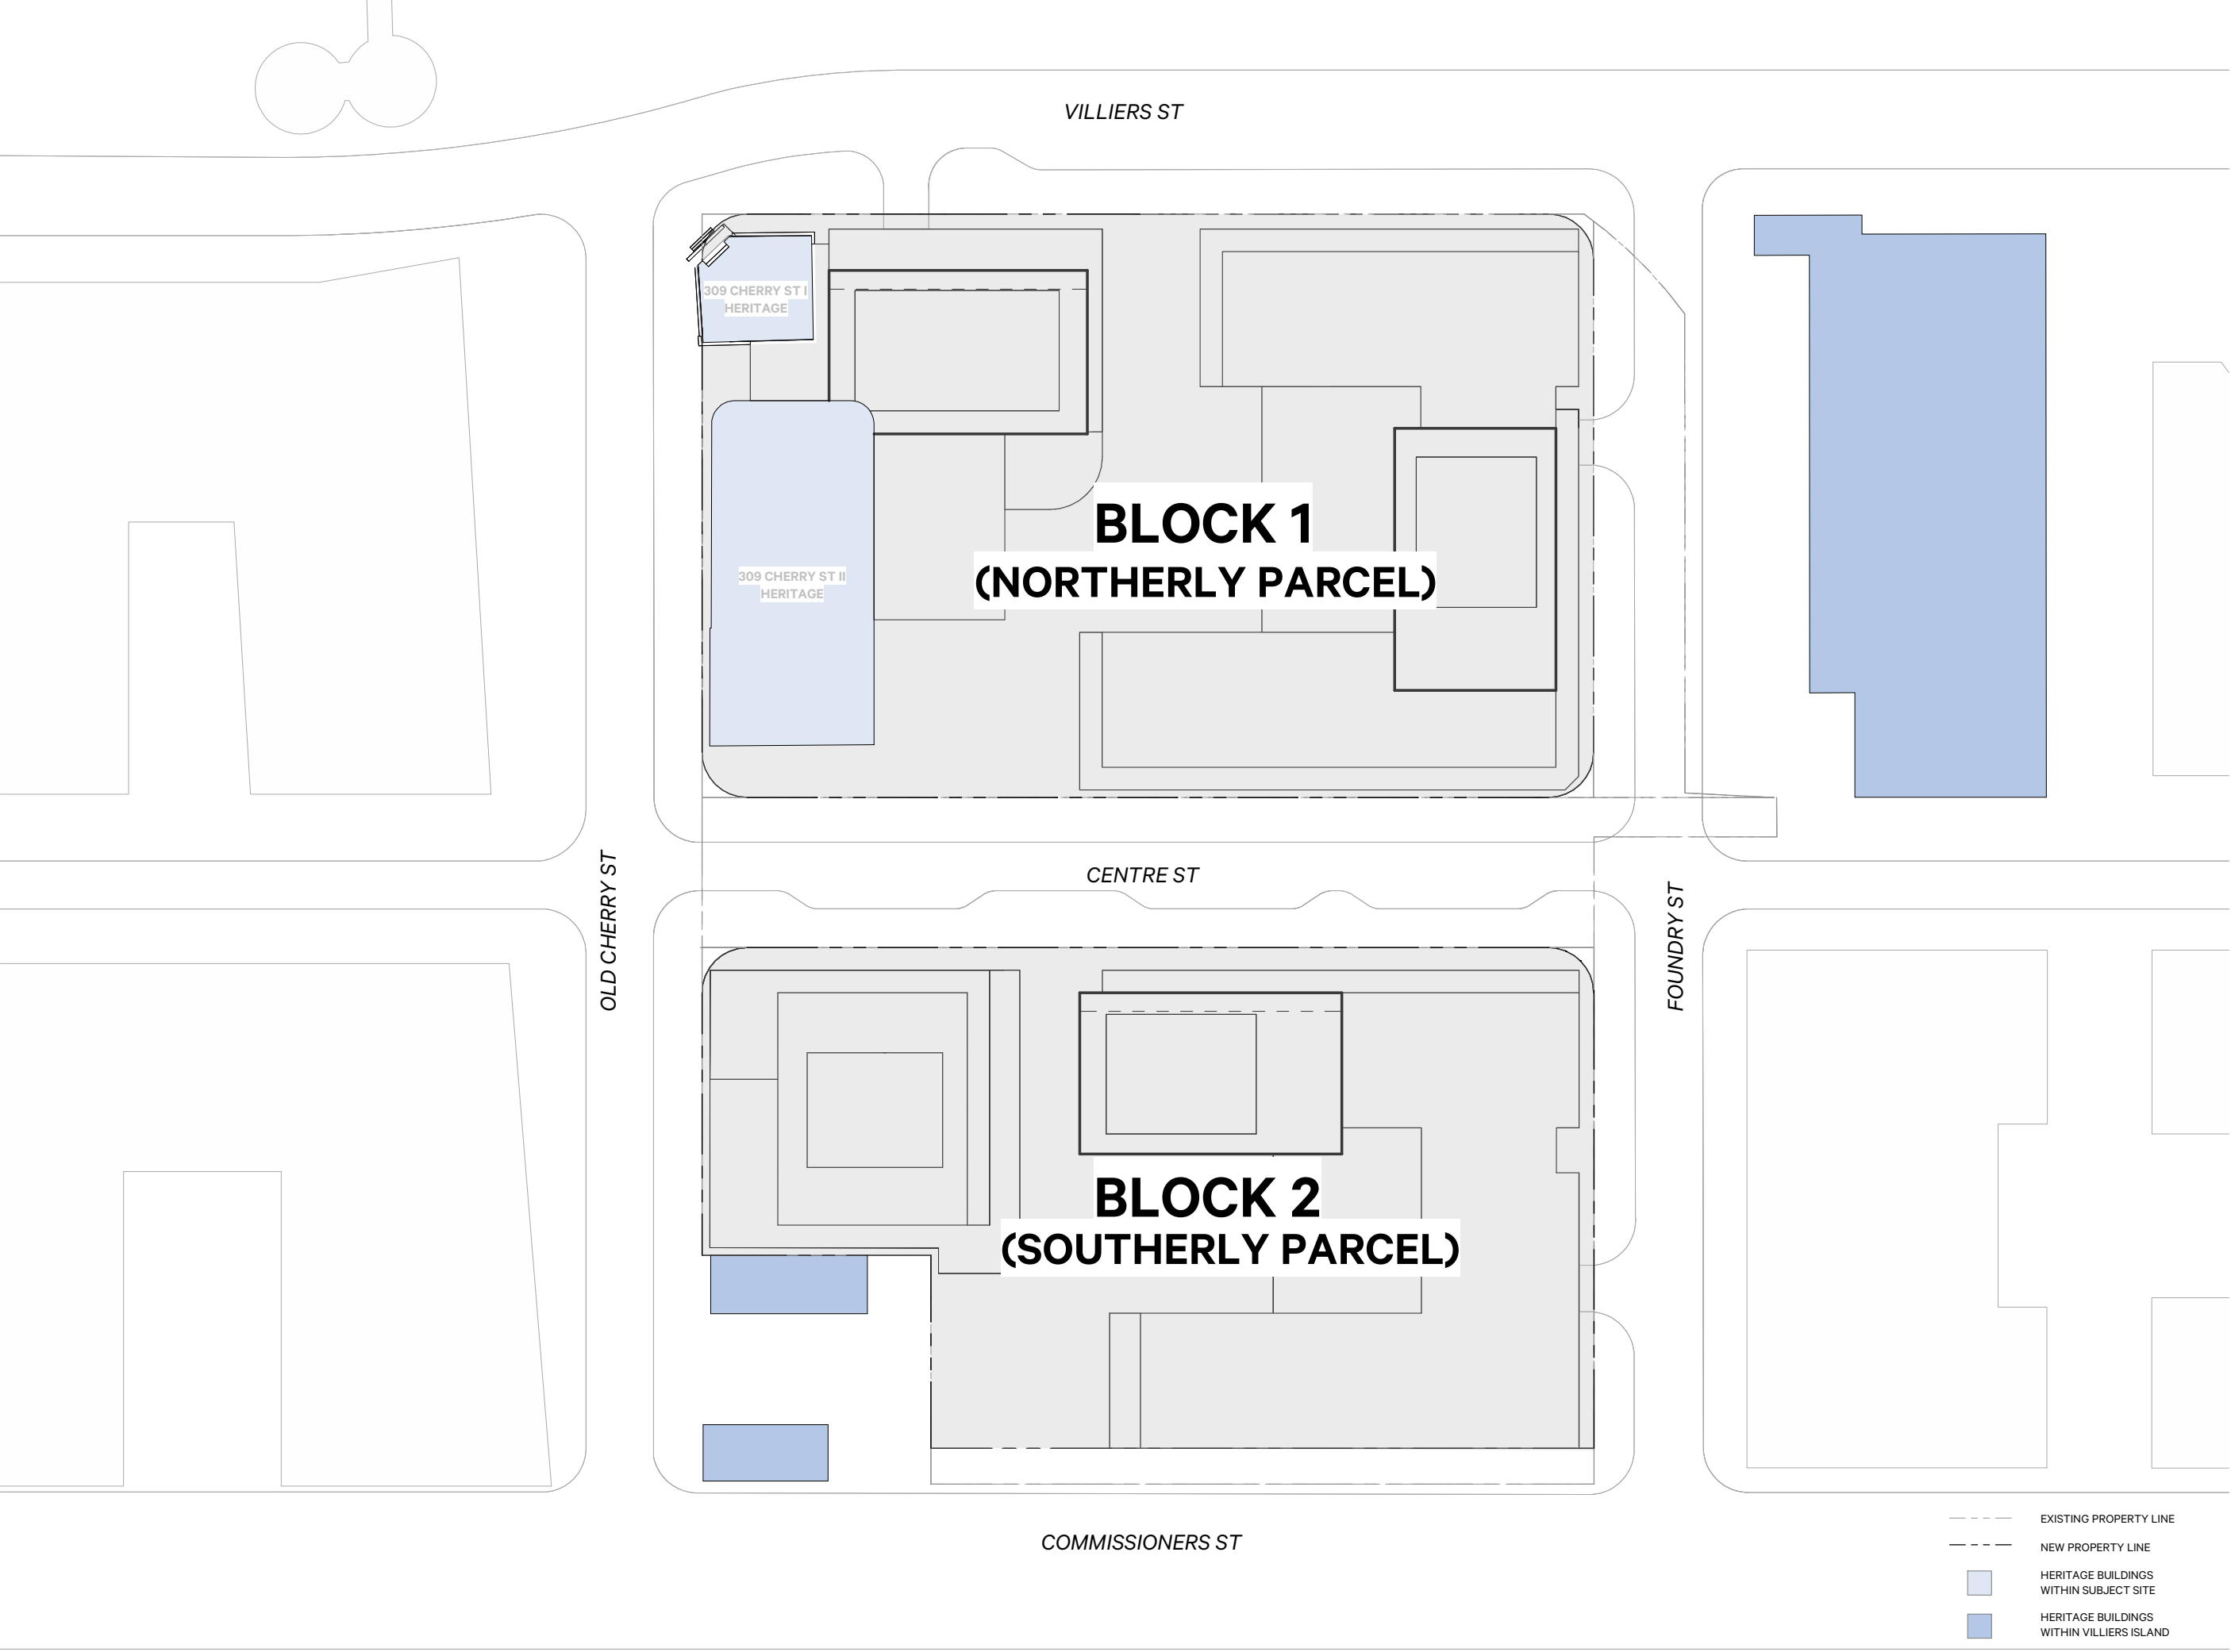 VILLIERS ST
309 CHERRY ST I
HERITAGE
BLOCK 1
(NORTHERLY PARCEL)
309 CHERRY ST II
HERITAGE
OLD CHERRY ST
CENTRE ST
FOUNDRY ST
BLOCK 2
(SOUTHERLY PARCEL)
COMMISSIONERS ST
EXISTING PROPERTY LINE
NEW PROPERTY LINE
HERITAGE BUILDINGS
WITHIN SUBJECT SITE
HERITAGE BUILDINGS
WITHIN VILLIERS ISLAND